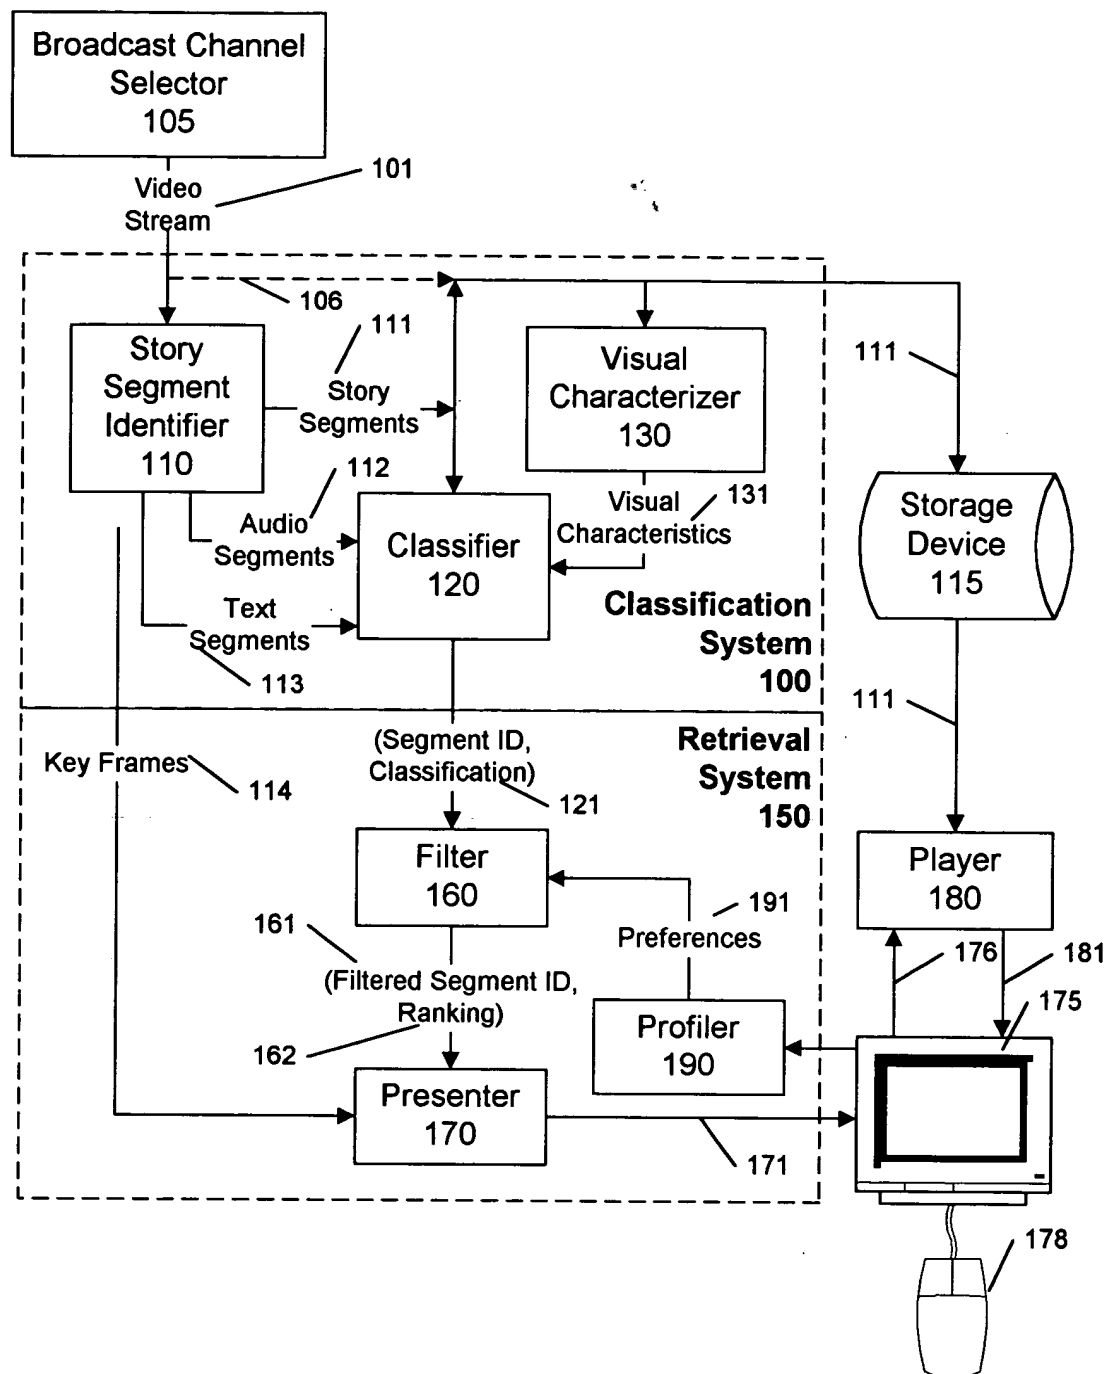 Broadcast Channel
Selector
105
101
Video
Stream
106
111
Story
Segment
Identifier
110
Story
Segments
Visual
Characterizer
130
111
112
Audio
Segments
Classifier
120
Visual
Characteristics
131
Storage
Device
115
Text
Segments
113
Classification
System
100
111
Key Frames
114
(Segment ID,
Classification)
121
Retrieval
System
150
Filter
160
Player
180
191
Preferences
161
(Filtered Segment ID,
Ranking)
162
176
181
175
Profiler
190
Presenter
170
171
178